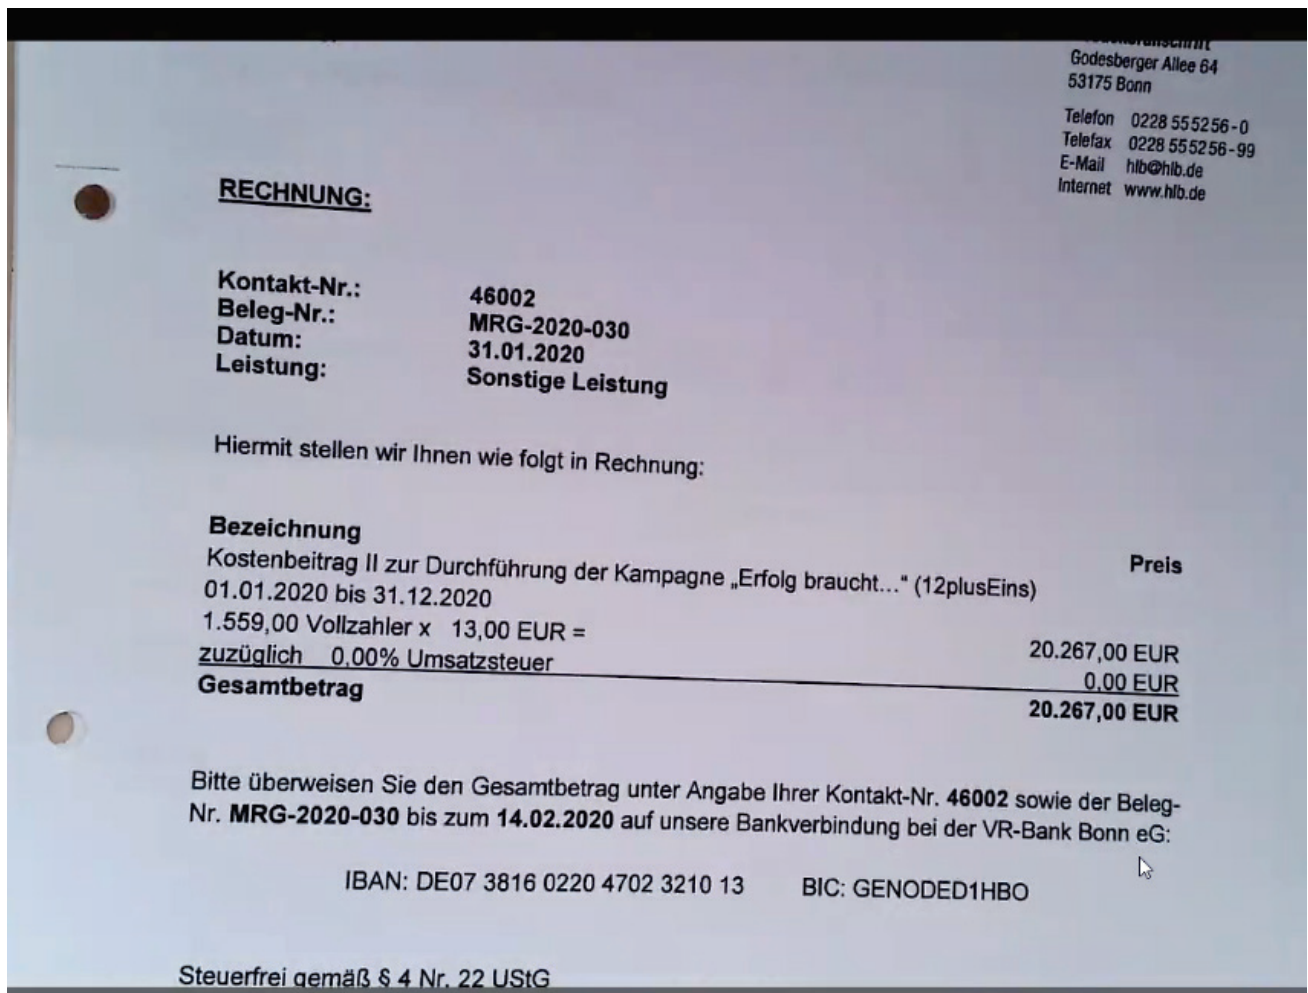 Godesberger Allee 64
53175 Bonn
Telefon 0228 555256-0
Telefax 0228 555256-99
E-Mail hlb@hlb.de
Internet www.hlb.de
RECHNUNG:
Kontakt-Nr.: 46002
Beleg-Nr.: MRG-2020-030
Datum: 31.01.2020
Leistung: Sonstige Leistung
Hiermit stellen wir Ihnen wie folgt in Rechnung:
Bezeichnung Preis
Kostenbeitrag II zur Durchführung der Kampagne „Erfolg braucht..." (12plusEins)
01.01.2020 bis 31.12.2020
1.559,00 Vollzahler x 13,00 EUR = 20.267,00 EUR
zuzüglich 0,00% Umsatzsteuer 0,00 EUR
Gesamtbetrag 20.267,00 EUR
Bitte überweisen Sie den Gesamtbetrag unter Angabe Ihrer Kontakt-Nr. 46002 sowie der Beleg-
Nr. MRG-2020-030 bis zum 14.02.2020 auf unsere Bankverbindung bei der VR-Bank Bonn eG:
IBAN: DE07 3816 0220 4702 3210 13 BIC: GENODED1HBO
Steuerfrei gemäß § 4 Nr. 22 UStG